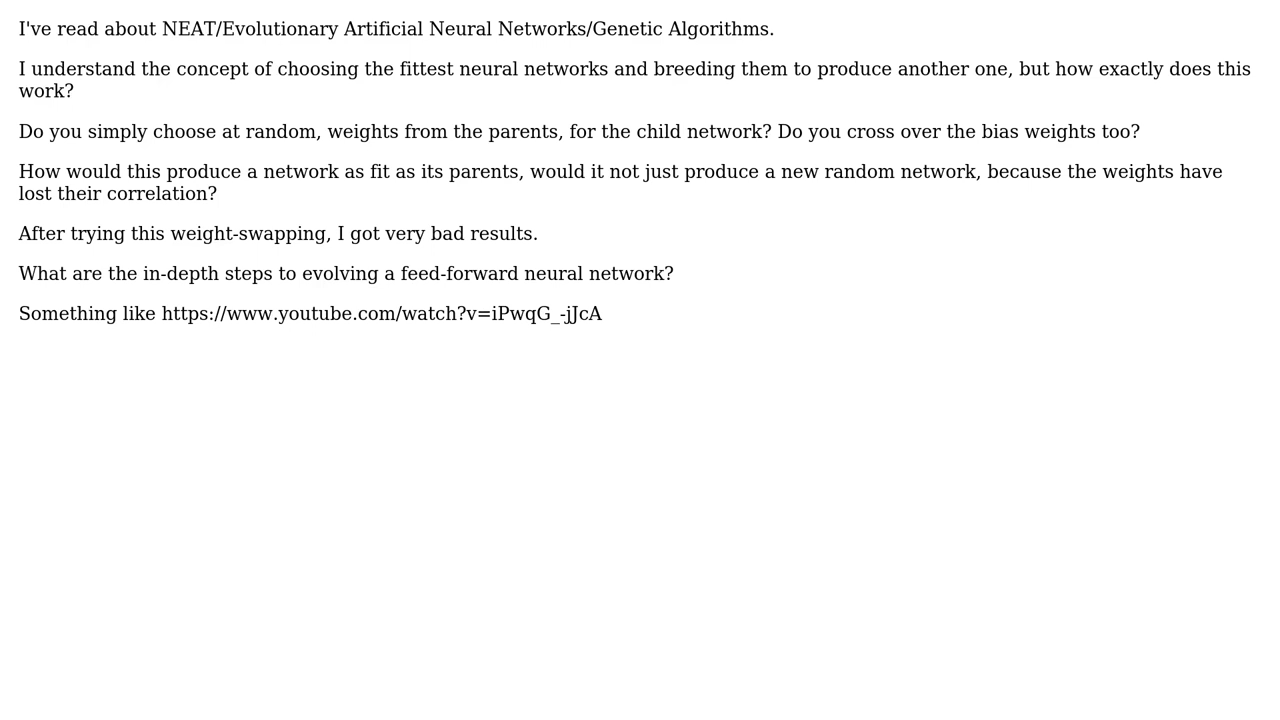 I've read about NEAT/Evolutionary Artificial Neural Networks/Genetic Algorithms.
I understand the concept of choosing the fittest neural networks and breeding them to produce another one, but how exactly does this
work?
Do you simply choose at random, weights from the parents, for the child network? Do you cross over the bias weights too?
How would this produce a network as fit as its parents, would it not just produce a new random network, because the weights have
lost their correlation?
After trying this weight-swapping, I got very bad results.
What are the in-depth steps to evolving a feed-forward neural network?
Something like https://www.youtube.com/watch?v=iPwqG_-jJcA